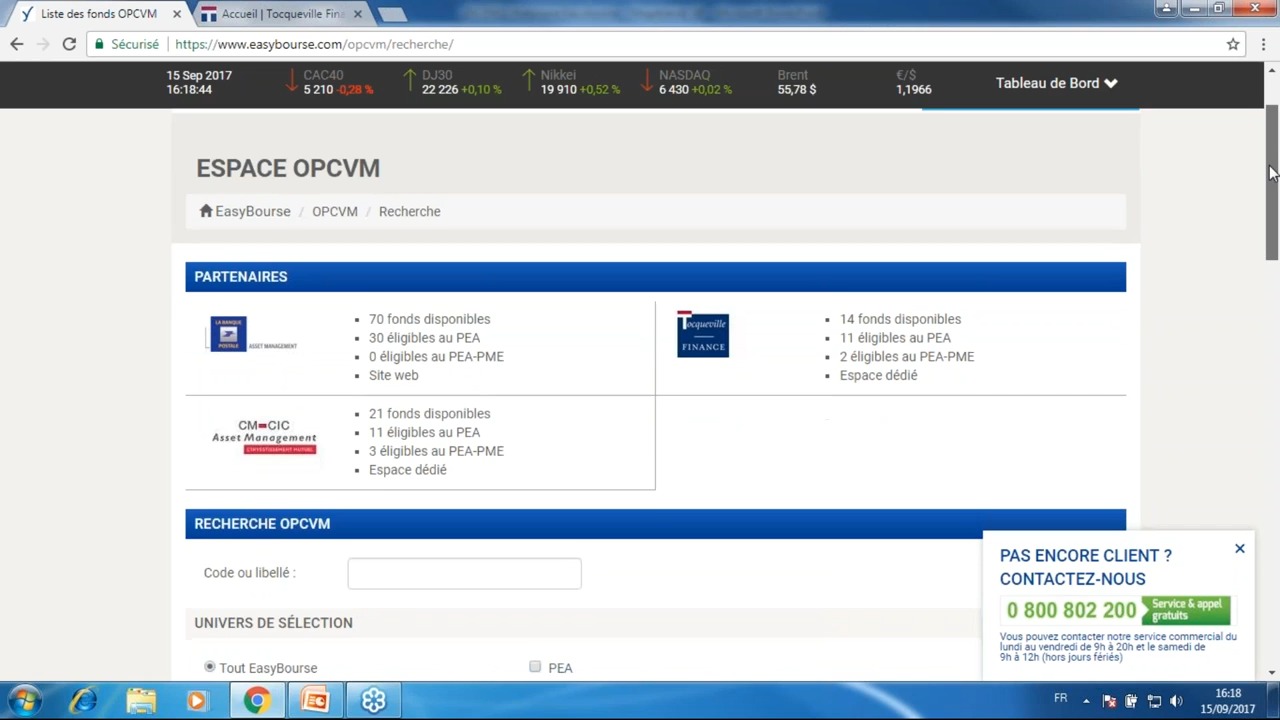 Liste des fonds OPCVM
Accueil | Tocqueville Fina
Sécurisé
https://www.easybourse.com/opcvm/recherche/
15 Sep 2017
16:18:44
CAC40
5 210 -0,28 %
DJ30
22 226 +0,10 %
Nikkei
19 910 +0,52 %
NASDAQ
6 430 +0,02 %
Brent
55,78 $
€/$
1,1966
Tableau de Bord
ESPACE OPCVM
EasyBourse / OPCVM / Recherche
PARTENAIRES
LA BANQUE
POSTALE
ASSET MANAGEMENT
70 fonds disponibles
30 éligibles au PEA
0 éligibles au PEA-PME
Site web
Tocqueville
FINANCE
14 fonds disponibles
11 éligibles au PEA
2 éligibles au PEA-PME
Espace dédié
CM-CIC
Asset Management
21 fonds disponibles
11 éligibles au PEA
3 éligibles au PEA-PME
Espace dédié
RECHERCHE OPCVM
Code ou libellé :
UNIVERS DE SÉLECTION
Tout EasyBourse
PEA
PAS ENCORE CLIENT ?
CONTACTEZ-NOUS
0 800 802 200
Service & appel
gratuits
Vous pouvez contacter notre service commercial du
lundi au vendredi de 9h à 20h et le samedi de
9h à 12h (hors jours fériés)
FR
16:18
15/09/2017